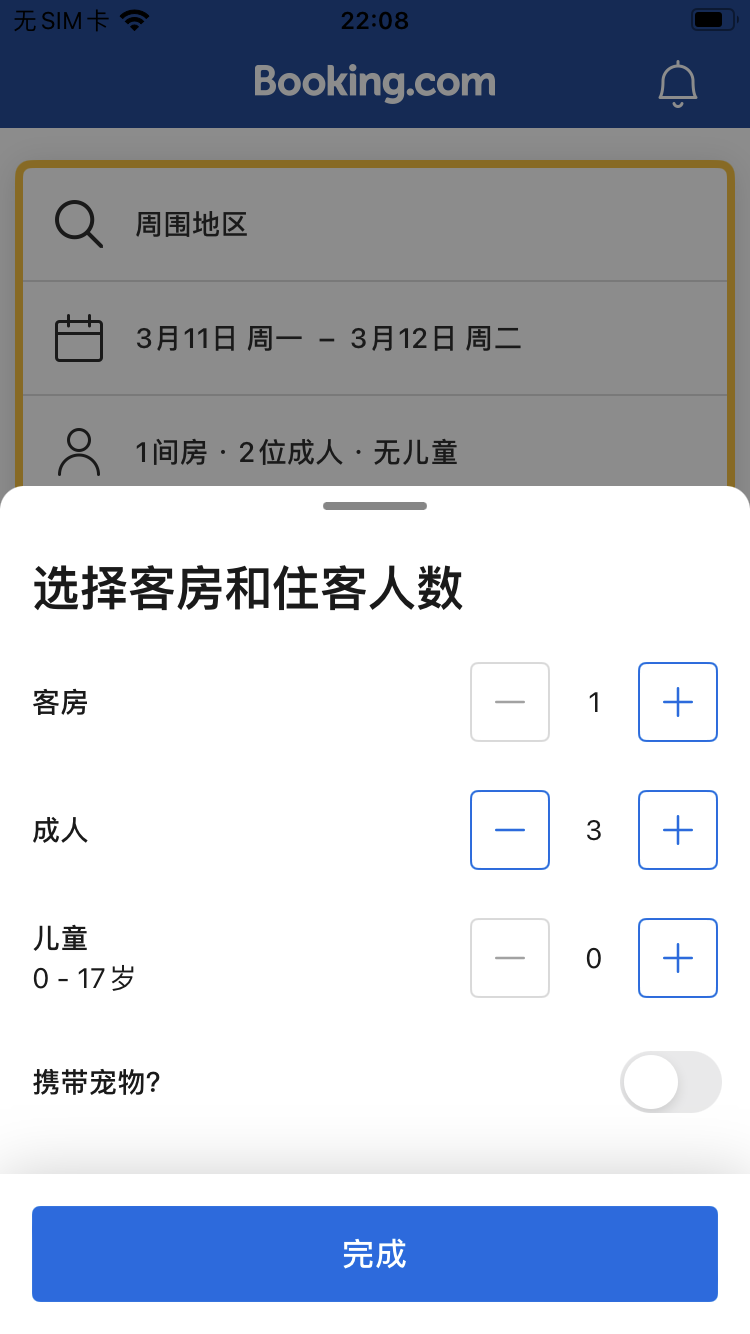 无SIM卡 22:08
Booking.com
周围地区
3月11日 周一 – 3月12日 周二
1间房 · 2位成人 · 无儿童
选择客房和住客人数
客房 1
成人 3
儿童 0
0 - 17岁
携带宠物?
完成